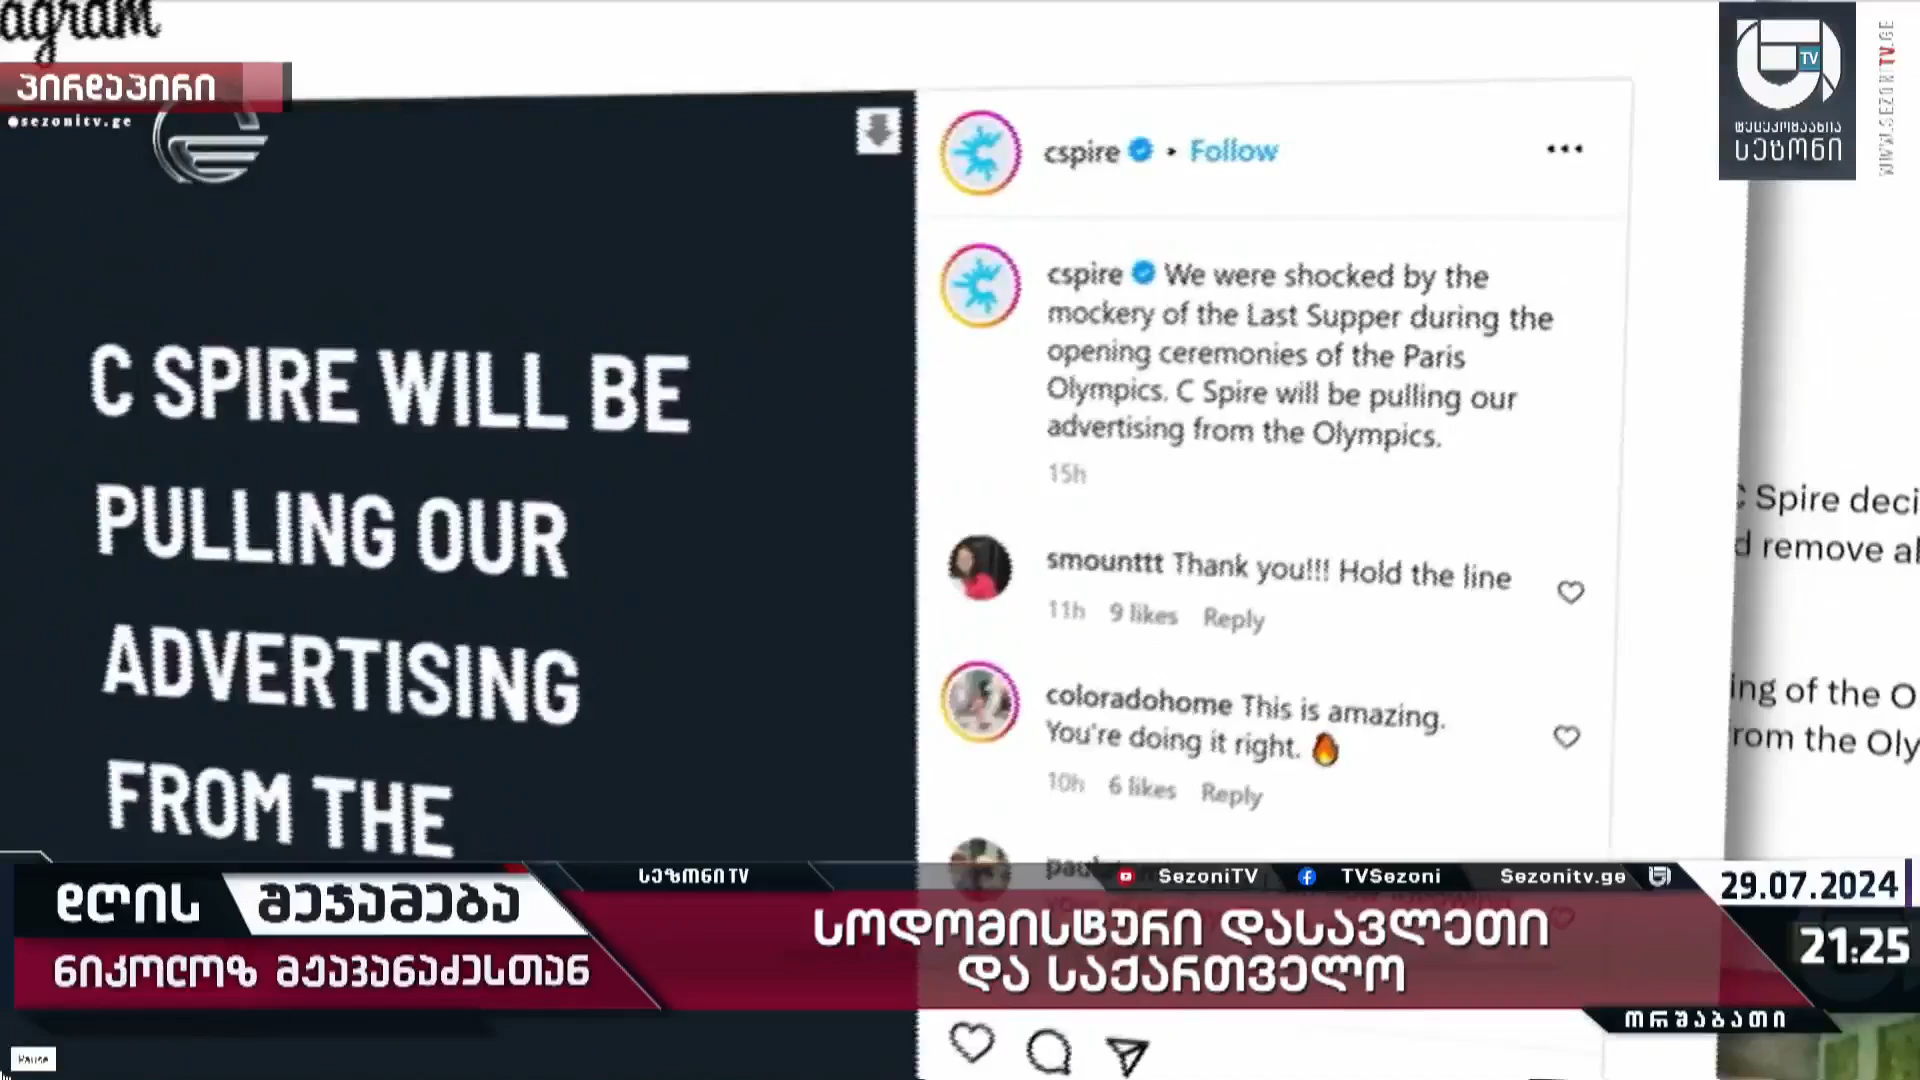 agram
პირდაპირი
sezonitv.ge
TV
ტელეკომპანია
სეზონი
WWW.SEZONITV.GE
cspire • Follow
cspire We were shocked by the
mockery of the Last Supper during the
opening ceremonies of the Paris
Olympics. C Spire will be pulling our
advertising from the Olympics.
15h
smounttt Thank you!!! Hold the line
11h 9 likes Reply
coloradohome This is amazing.
You're doing it right. 🔥
10h 6 likes Reply
C SPIRE WILL BE
PULLING OUR
ADVERTISING
FROM THE
C Spire deci
d remove al
ing of the O
rom the Oly
სეზონი TV
SezoniTV
TVSezoni
Sezonitv.ge
29.07.2024
21:25
დღის შეჯამება
ნიკოლოზ მჟავანაძესთან
სოდომისტური დასავლეთი
და საქართველო
ორშაბათი
Pause